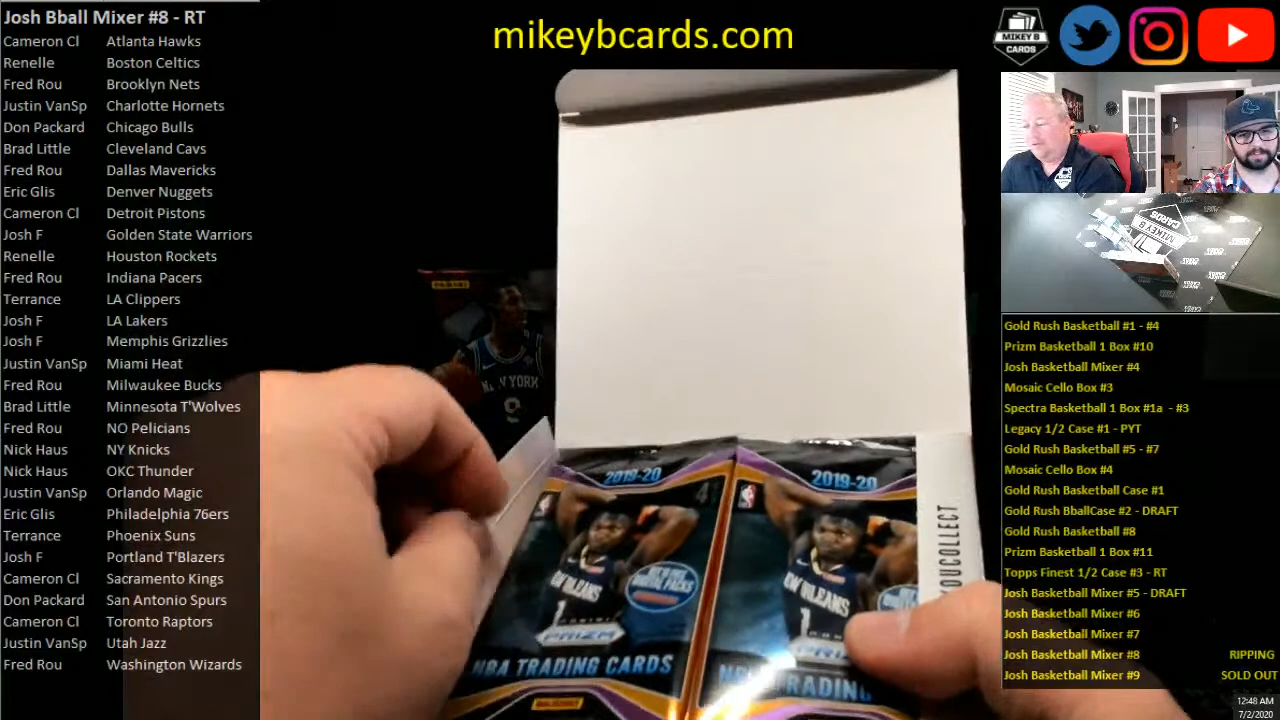 Josh Bball Mixer #8 - RT
Cameron Cl Atlanta Hawks
Renelle Boston Celtics
Fred Rou Brooklyn Nets
Justin VanSp Charlotte Hornets
Don Packard Chicago Bulls
Brad Little Cleveland Cavs
Fred Rou Dallas Mavericks
Eric Glis Denver Nuggets
Cameron Cl Detroit Pistons
Josh F Golden State Warriors
Renelle Houston Rockets
Fred Rou Indiana Pacers
Terrance LA Clippers
Josh F LA Lakers
Josh F Memphis Grizzlies
Justin VanSp Miami Heat
Fred Rou Milwaukee Bucks
Brad Little Minnesota T'Wolves
Fred Rou NO Pelicians
Nick Haus NY Knicks
Nick Haus OKC Thunder
Justin VanSp Orlando Magic
Eric Glis Philadelphia 76ers
Terrance Phoenix Suns
Josh F Portland T'Blazers
Cameron Cl Sacramento Kings
Don Packard San Antonio Spurs
Cameron Cl Toronto Raptors
Justin VanSp Utah Jazz
Fred Rou Washington Wizards
mikeybcards.com
MIKEY B
CARDS
PANINI
NEW YORK
9
2019-20
NEW ORLEANS
1
PRIZM
NBA TRADING CARDS
2019-20
1
YOUCOLLECT
MIKEY B
CARDS
Gold Rush Basketball #1 - #4
Prizm Basketball 1 Box #10
Josh Basketball Mixer #4
Mosaic Cello Box #3
Spectra Basketball 1 Box #1a - #3
Legacy 1/2 Case #1 - PYT
Gold Rush Basketball #5 - #7
Mosaic Cello Box #4
Gold Rush Basketball Case #1
Gold Rush BballCase #2 - DRAFT
Gold Rush Basketball #8
Prizm Basketball 1 Box #11
Topps Finest 1/2 Case #3 - RT
Josh Basketball Mixer #5 - DRAFT
Josh Basketball Mixer #6
Josh Basketball Mixer #7
Josh Basketball Mixer #8 RIPPING
Josh Basketball Mixer #9 SOLD OUT
12:48 AM
7/2/2020